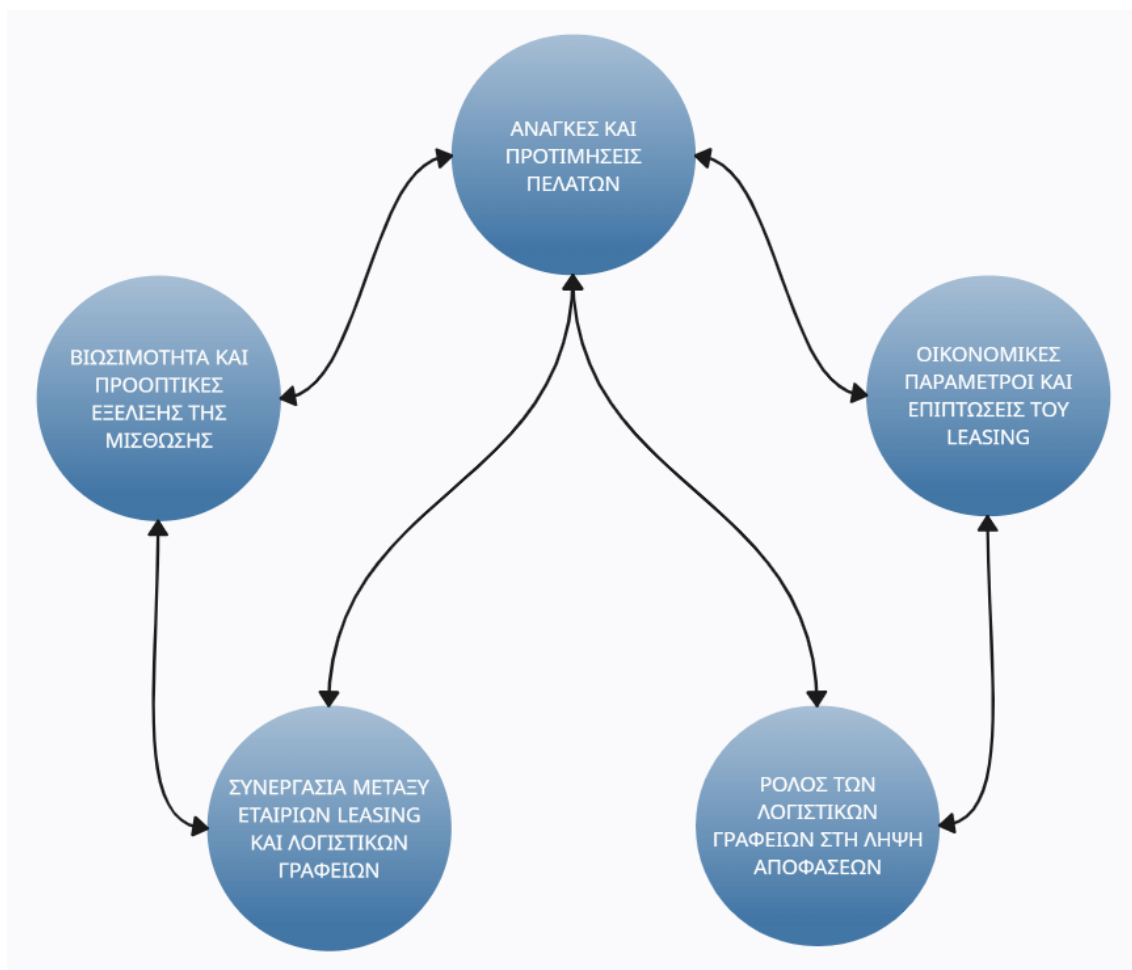 ΑΝΑΓΚΕΣ ΚΑΙ
ΠΡΟΤΙΜΗΣΕΙΣ
ΠΕΛΑΤΩΝ
ΒΙΩΣΙΜΟΤΗΤΑ ΚΑΙ
ΠΡΟΟΠΤΙΚΕΣ
ΕΞΕΛΙΞΗΣ ΤΗΣ
ΜΙΣΘΩΣΗΣ
ΟΙΚΟΝΟΜΙΚΕΣ
ΠΑΡΑΜΕΤΡΟΙ ΚΑΙ
ΕΠΙΠΤΩΣΕΙΣ ΤΟΥ
LEASING
ΣΥΝΕΡΓΑΣΙΑ ΜΕΤΑΞΥ
ΕΤΑΙΡΙΩΝ LEASING
ΚΑΙ ΛΟΓΙΣΤΙΚΩΝ
ΓΡΑΦΕΙΩΝ
ΡΟΛΟΣ ΤΩΝ
ΛΟΓΙΣΤΙΚΩΝ
ΓΡΑΦΕΙΩΝ ΣΤΗ ΛΗΨΗ
ΑΠΟΦΑΣΕΩΝ